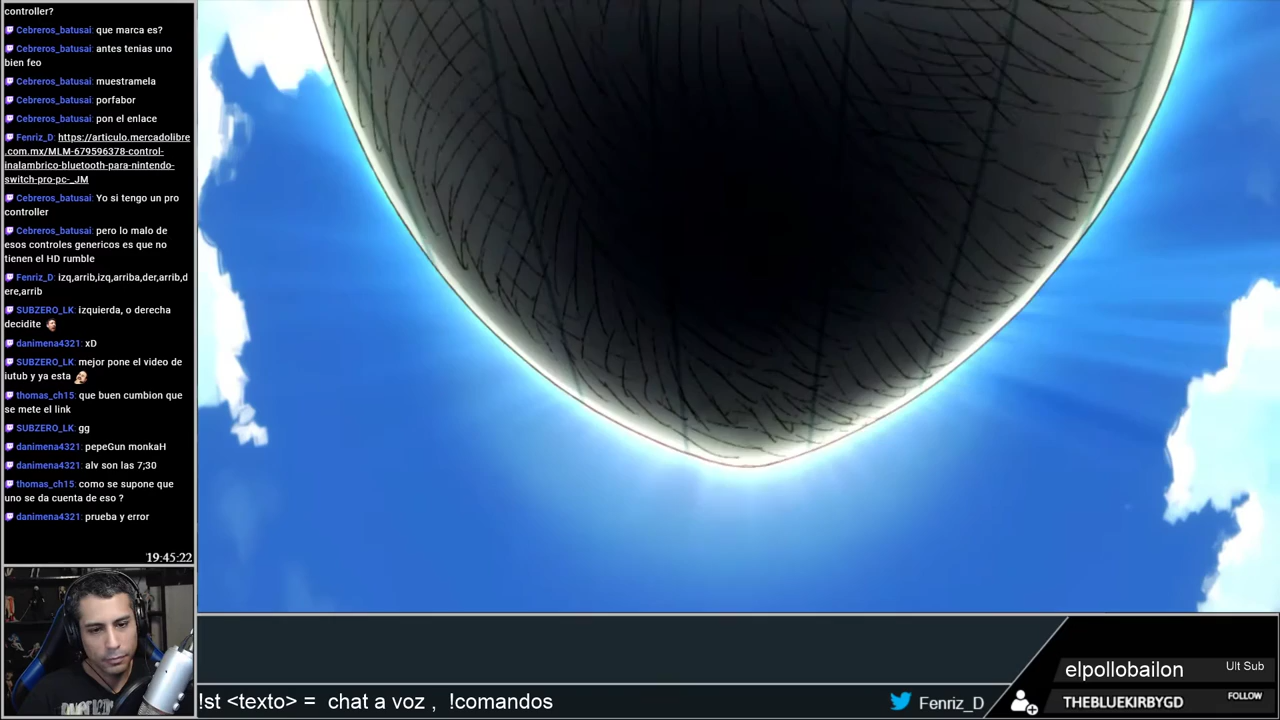 controller?
Cebreros_batusai: que marca es?
Cebreros_batusai: antes tenias uno
bien feo
Cebreros_batusai: muestramela
Cebreros_batusai: porfabor
Cebreros_batusai: pon el enlace
Fenriz_D: https://articulo.mercadolibre
.com.mx/MLM-679596378-control-
inalambrico-bluetooth-para-nintendo-
switch-pro-pc-_JM
Cebreros_batusai: Yo si tengo un pro
controller
Cebreros_batusai: pero lo malo de
esos controles genericos es que no
tienen el HD rumble
Fenriz_D: izq,arrib,izq,arriba,der,arrib,d
ere,arrib
SUBZERO_LK: izquierda, o derecha
decidite
danimena4321: xD
SUBZERO_LK: mejor pone el video de
iutub y ya esta
thomas_ch15: que buen cumbion que
se mete el link
SUBZERO_LK: gg
danimena4321: pepeGun monkaH
danimena4321: alv son las 7;30
thomas_ch15: como se supone que
uno se da cuenta de eso ?
danimena4321: prueba y error
19:45:22
!st <texto> = chat a voz , !comandos
Fenriz_D
elpollobailon Ult Sub
THEBLUEKIRBYGD FOLLOW